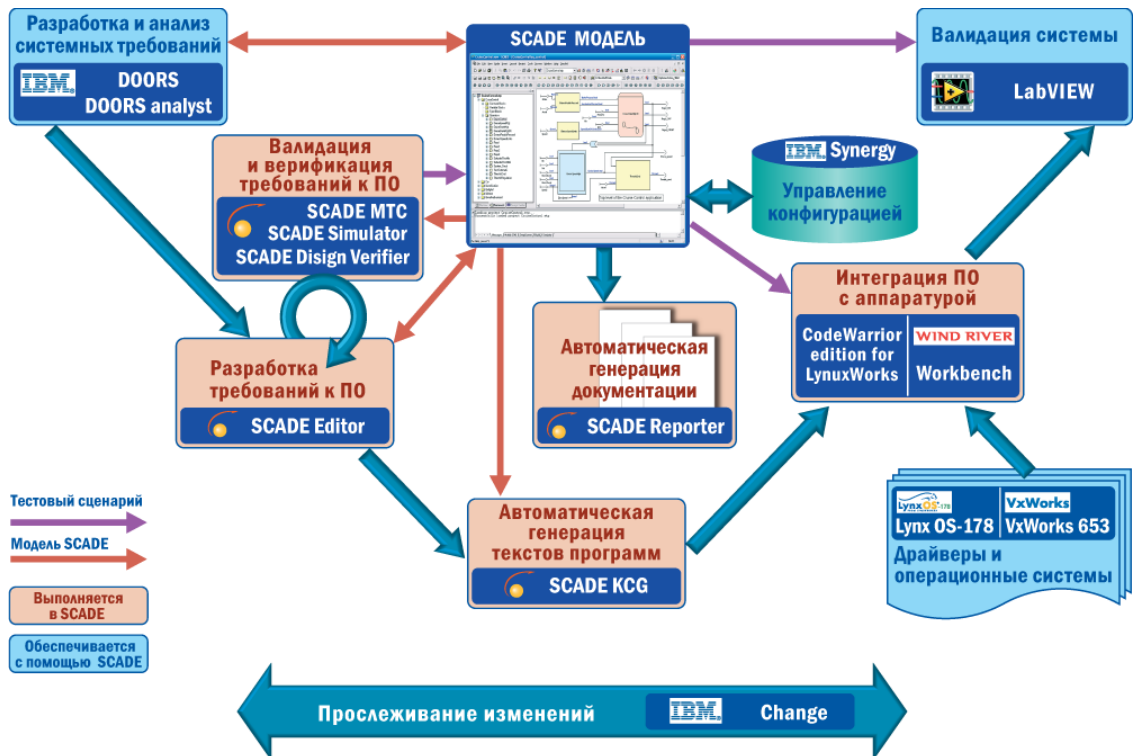 Разработка и анализ
системных требований
IBM.
DOORS
DOORS analyst
SCADE МОДЕЛЬ
Валидация системы
LabVIEW
Валидация
и верификация
требований к ПО
SCADE MTC
SCADE Simulator
SCADE Disign Verifier
IBM. Synergy
Управление
конфигурацией
Интеграция ПО
с аппаратурой
CodeWarrior
edition for
LynuxWorks
WIND RIVER
Workbench
Разработка
требований к ПО
SCADE Editor
Автоматическая
генерация
документации
SCADE Reporter
Тестовый сценарий
Модель SCADE
Выполняется
в SCADE
Обеспечивается
с помощью SCADE
Автоматическая
генерация
текстов программ
SCADE KCG
LynxOS-178
Lynx OS-178
VxWorks
VxWorks 653
Драйверы и
операционные системы
Прослеживание изменений
IBM. Change